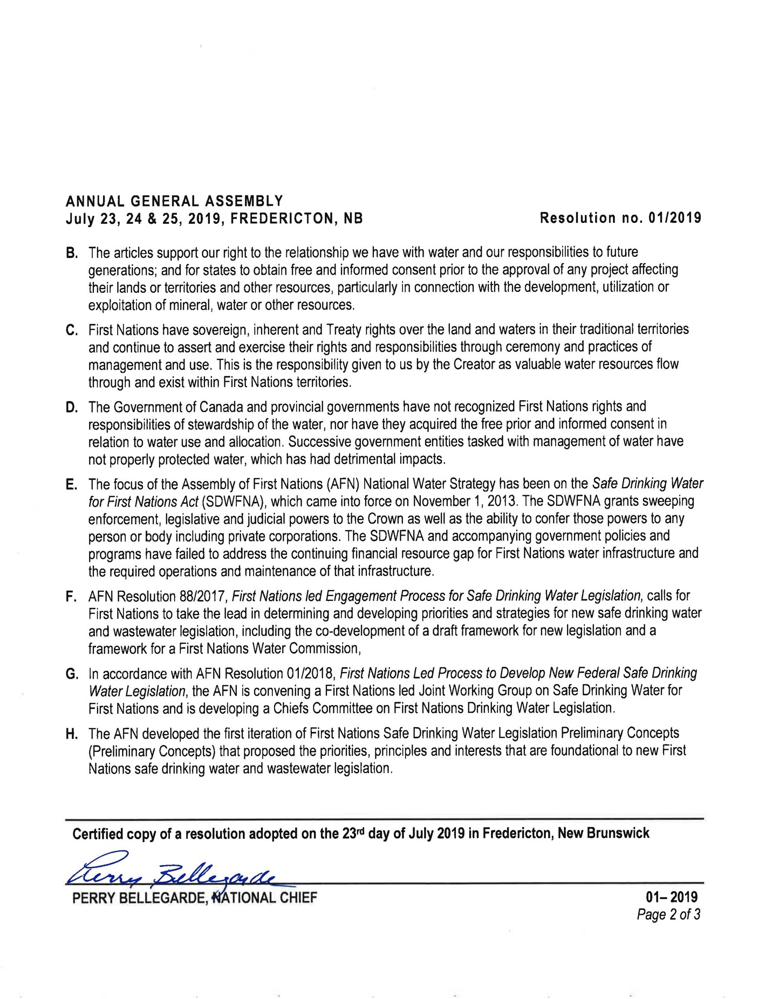 ANNUAL GENERAL ASSEMBLY
July 23, 24 & 25, 2019, FREDERICTON, NB Resolution no. 01/2019
B. The articles support our right to the relationship we have with water and our responsibilities to future
generations; and for states to obtain free and informed consent prior to the approval of any project affecting
their lands or territories and other resources, particularly in connection with the development, utilization or
exploitation of mineral, water or other resources.
C. First Nations have sovereign, inherent and Treaty rights over the land and waters in their traditional territories
and continue to assert and exercise their rights and responsibilities through ceremony and practices of
management and use. This is the responsibility given to us by the Creator as valuable water resources flow
through and exist within First Nations territories.
D. The Government of Canada and provincial governments have not recognized First Nations rights and
responsibilities of stewardship of the water, nor have they acquired the free prior and informed consent in
relation to water use and allocation. Successive government entities tasked with management of water have
not properly protected water, which has had detrimental impacts.
E. The focus of the Assembly of First Nations (AFN) National Water Strategy has been on the Safe Drinking Water
for First Nations Act (SDWFNA), which came into force on November 1, 2013. The SDWFNA grants sweeping
enforcement, legislative and judicial powers to the Crown as well as the ability to confer those powers to any
person or body including private corporations. The SDWFNA and accompanying government policies and
programs have failed to address the continuing financial resource gap for First Nations water infrastructure and
the required operations and maintenance of that infrastructure.
F. AFN Resolution 88/2017, First Nations led Engagement Process for Safe Drinking Water Legislation, calls for
First Nations to take the lead in determining and developing priorities and strategies for new safe drinking water
and wastewater legislation, including the co-development of a draft framework for new legislation and a
framework for a First Nations Water Commission,
G. In accordance with AFN Resolution 01/2018, First Nations Led Process to Develop New Federal Safe Drinking
Water Legislation, the AFN is convening a First Nations led Joint Working Group on Safe Drinking Water for
First Nations and is developing a Chiefs Committee on First Nations Drinking Water Legislation.
H. The AFN developed the first iteration of First Nations Safe Drinking Water Legislation Preliminary Concepts
(Preliminary Concepts) that proposed the priorities, principles and interests that are foundational to new First
Nations safe drinking water and wastewater legislation.
Certified copy of a resolution adopted on the 23rd day of July 2019 in Fredericton, New Brunswick
Perry Bellegarde
PERRY BELLEGARDE, NATIONAL CHIEF 01– 2019
Page 2 of 3